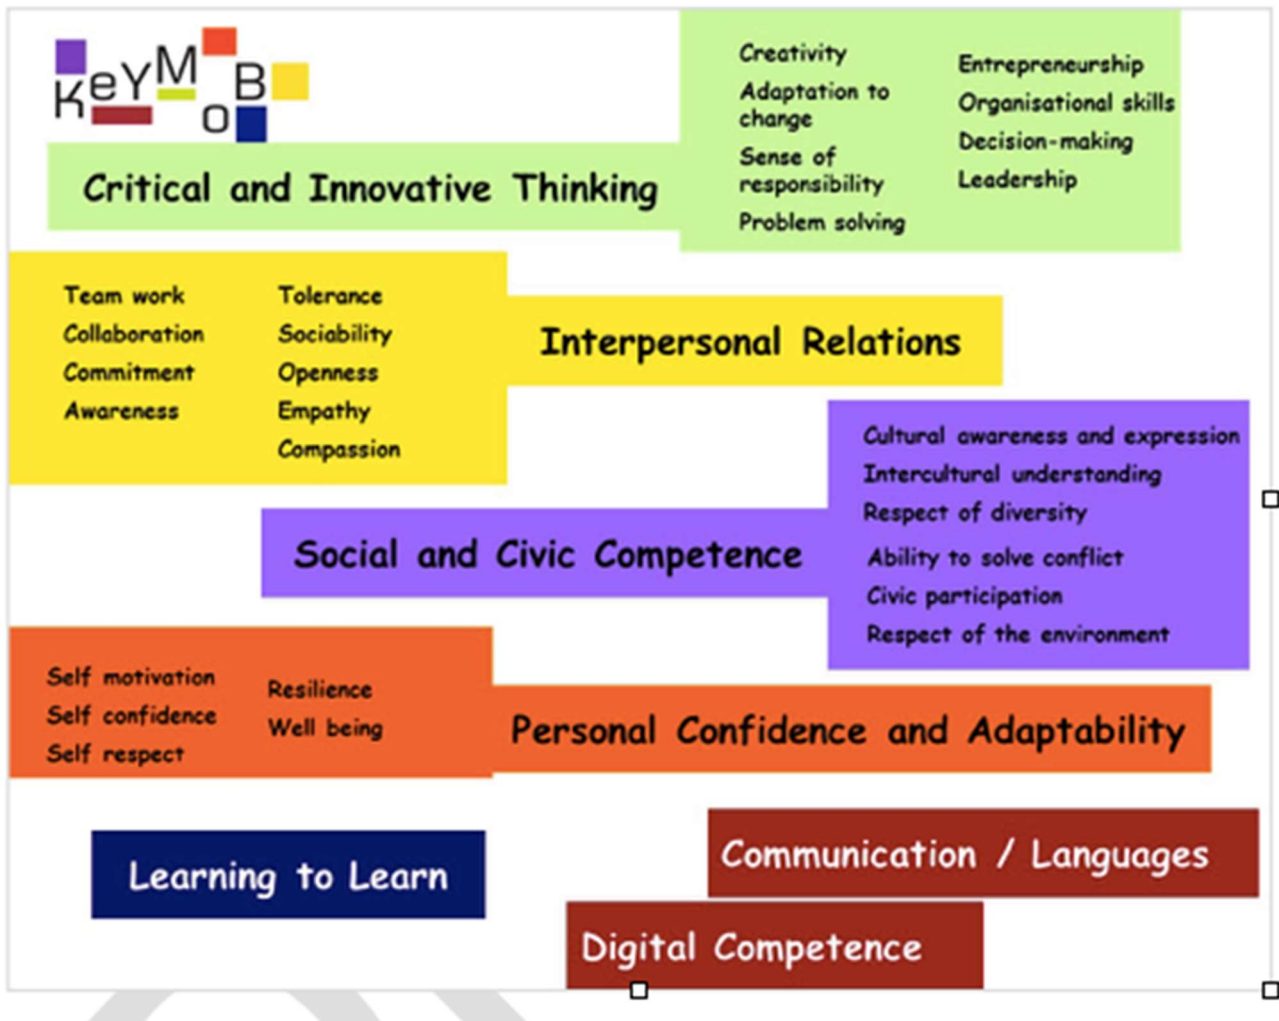 KeYMoB
Creativity
Adaptation to
change
Sense of
responsibility
Problem solving
Entrepreneurship
Organisational skills
Decision-making
Leadership
Critical and Innovative Thinking
Team work
Collaboration
Commitment
Awareness
Tolerance
Sociability
Openness
Empathy
Compassion
Interpersonal Relations
Cultural awareness and expression
Intercultural understanding
Respect of diversity
Ability to solve conflict
Civic participation
Respect of the environment
Social and Civic Competence
Self motivation
Self confidence
Self respect
Resilience
Well being
Personal Confidence and Adaptability
Learning to Learn
Communication / Languages
Digital Competence